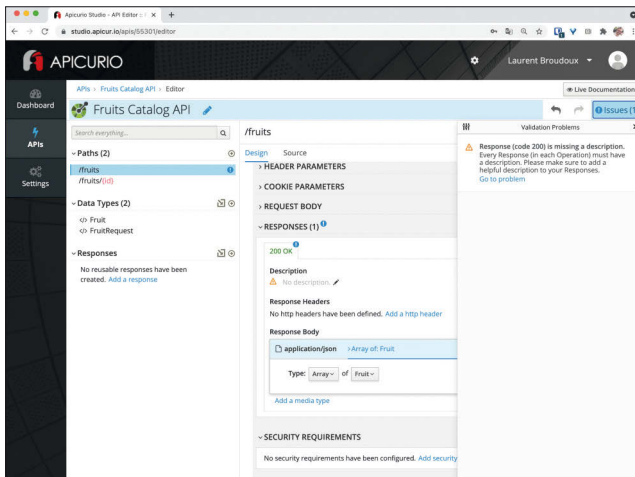 Apicurio Studio - API Editor :: /
studio.apicur.io/apis/65301/editor
APICURIO
Laurent Broudoux
Dashboard
APIs
Settings
APIs › Fruits Catalog API › Editor
Live Documentation
Fruits Catalog API
Issues (1
Search everything...
Paths (2)
/fruits
/fruits/{id}
Data Types (2)
Fruit
FruitRequest
Responses
No reusable responses have been
created. Add a response
/fruits
Design Source
HEADER PARAMETERS
COOKIE PARAMETERS
REQUEST BODY
RESPONSES (1)
200 OK
Description
No description.
Response Headers
No http headers have been defined. Add a http header
Response Body
application/json Array of: Fruit
Type: Array of Fruit
Add a media type
SECURITY REQUIREMENTS
No security requirements have been configured. Add security
Validation Problems
Response (code 200) is missing a description.
Every Response (in each Operation) must have
a description. Please make sure to add a
helpful description to your Responses.
Go to problem